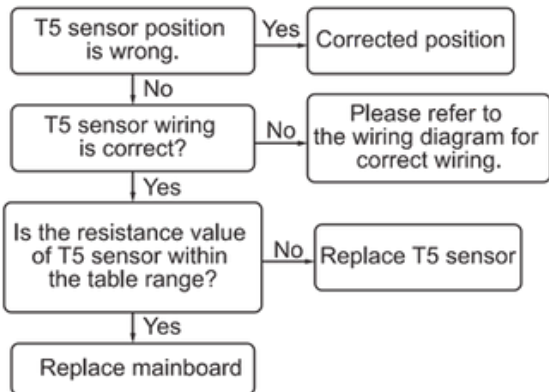 T5 sensor position
is wrong.
Yes
Corrected position
No
T5 sensor wiring
is correct?
No
Please refer to
the wiring diagram for
correct wiring.
Yes
Is the resistance value
of T5 sensor within
the table range?
No
Replace T5 sensor
Yes
Replace mainboard